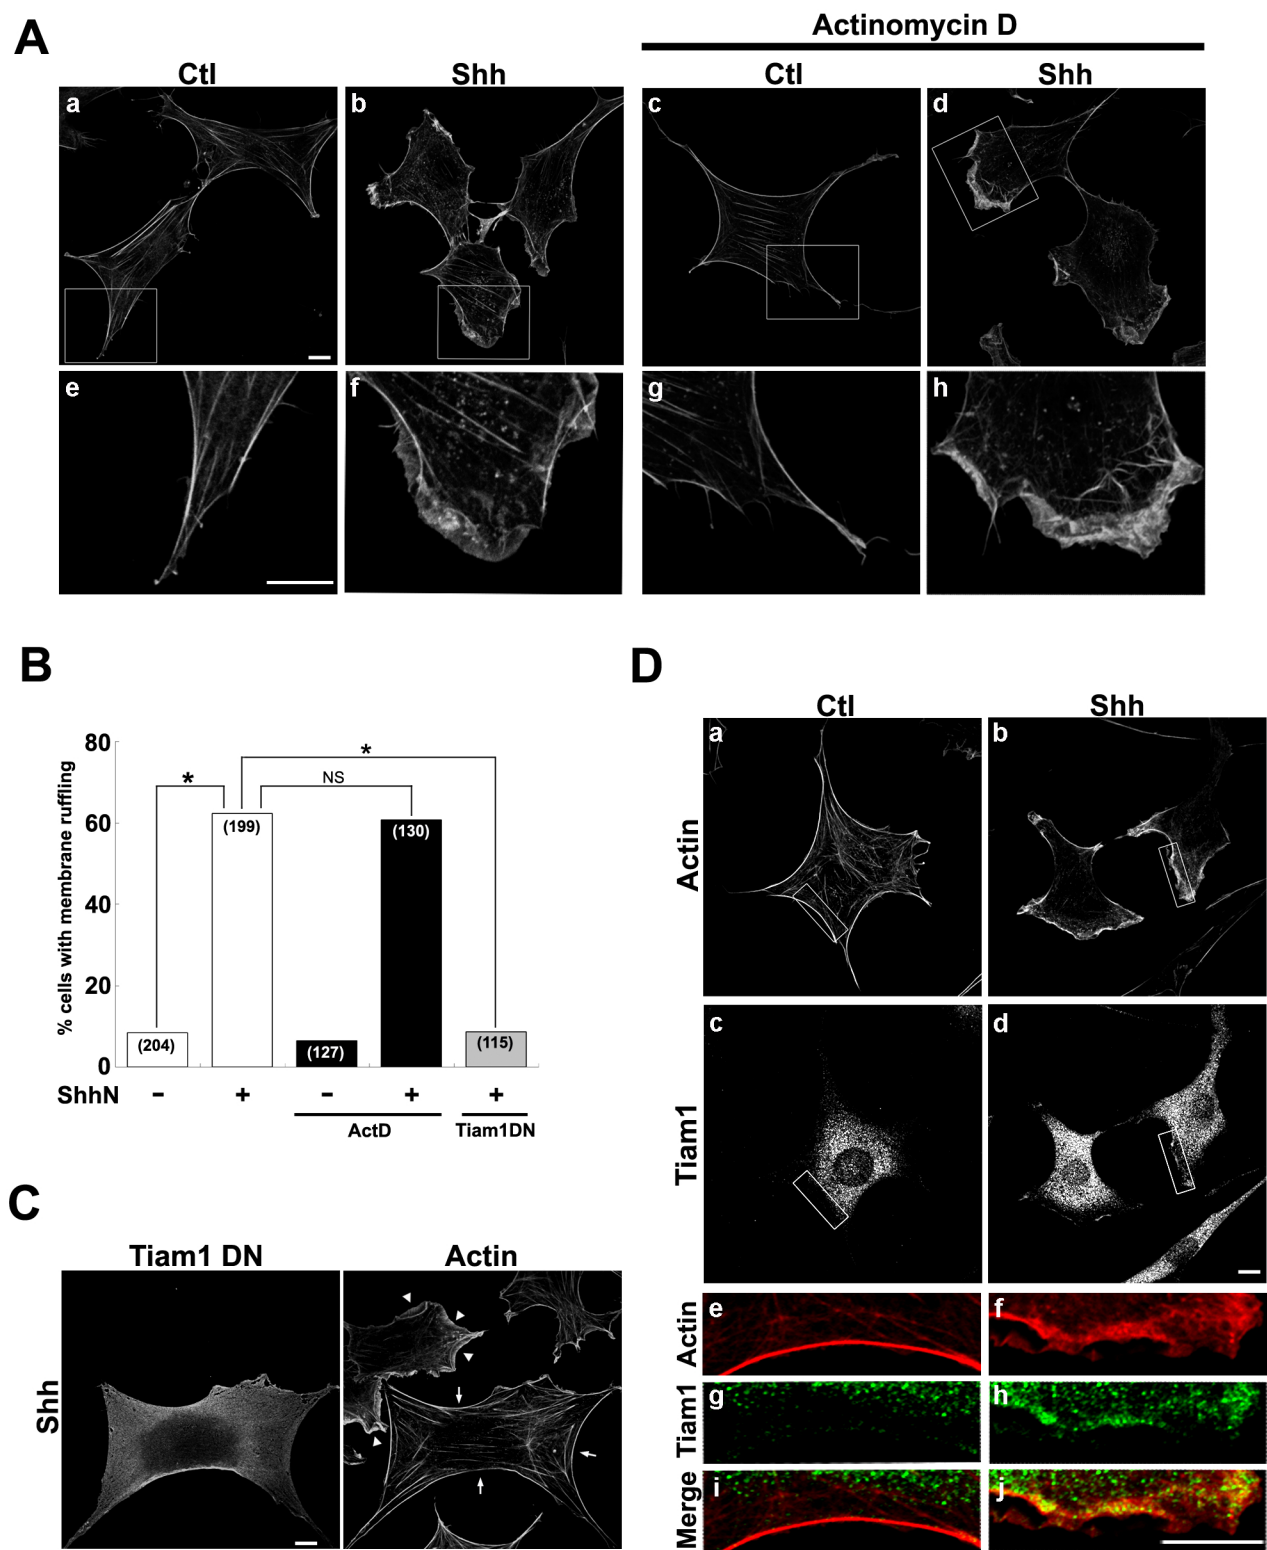 A
Actinomycin D
Ctl
Shh
Ctl
Shh
a
b
c
d
e
f
g
h
B
% cells with membrane ruffling
80
60
40
20
0
*
*
NS
(204)
(199)
(127)
(130)
(115)
ShhN
−
+
−
+
+
ActD
Tiam1DN
C
Tiam1 DN
Actin
Shh
D
Ctl
Shh
Actin
a
b
Tiam1
c
d
Actin
e
f
Tiam1
g
h
Merge
i
j